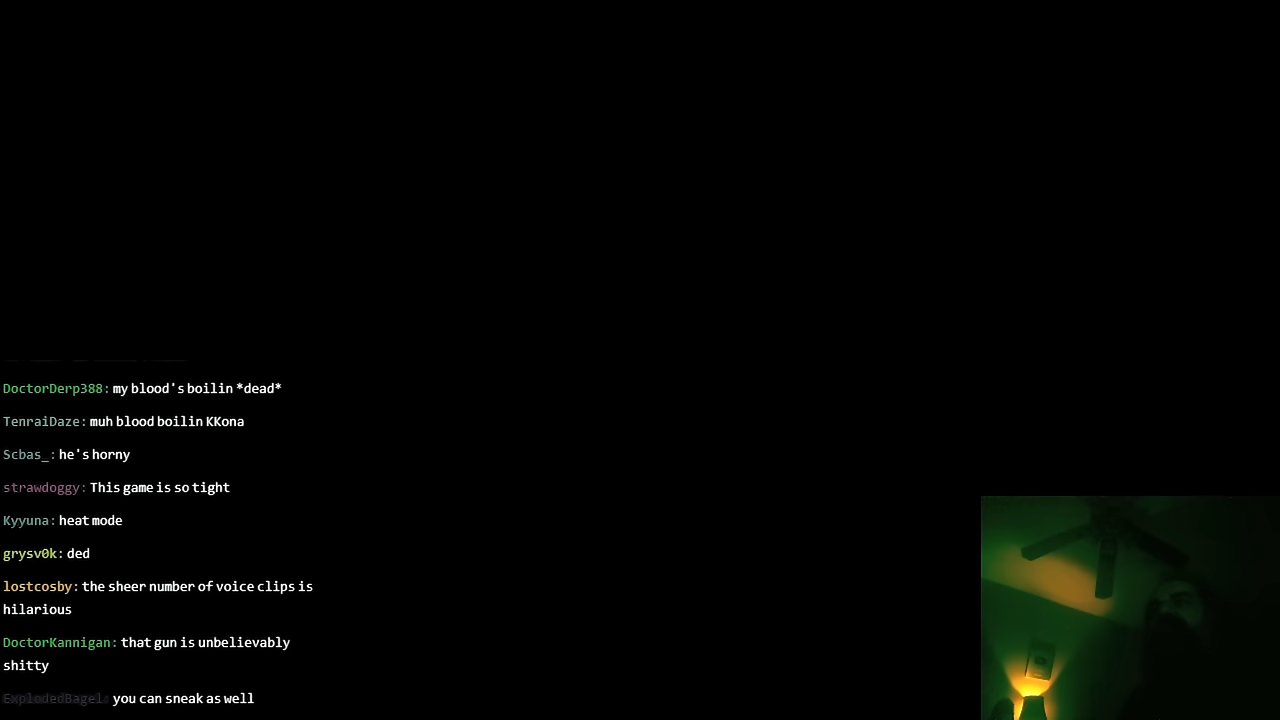 DoctorDerp388: my blood's boilin *dead*
TenraiDaze: muh blood boilin KKona
Scbas_: he's horny
strawdoggy: This game is so tight
Kyyuna: heat mode
grysv0k: ded
lostcosby: the sheer number of voice clips is
hilarious
DoctorKannigan: that gun is unbelievably
shitty
ExplodedBagel: you can sneak as well